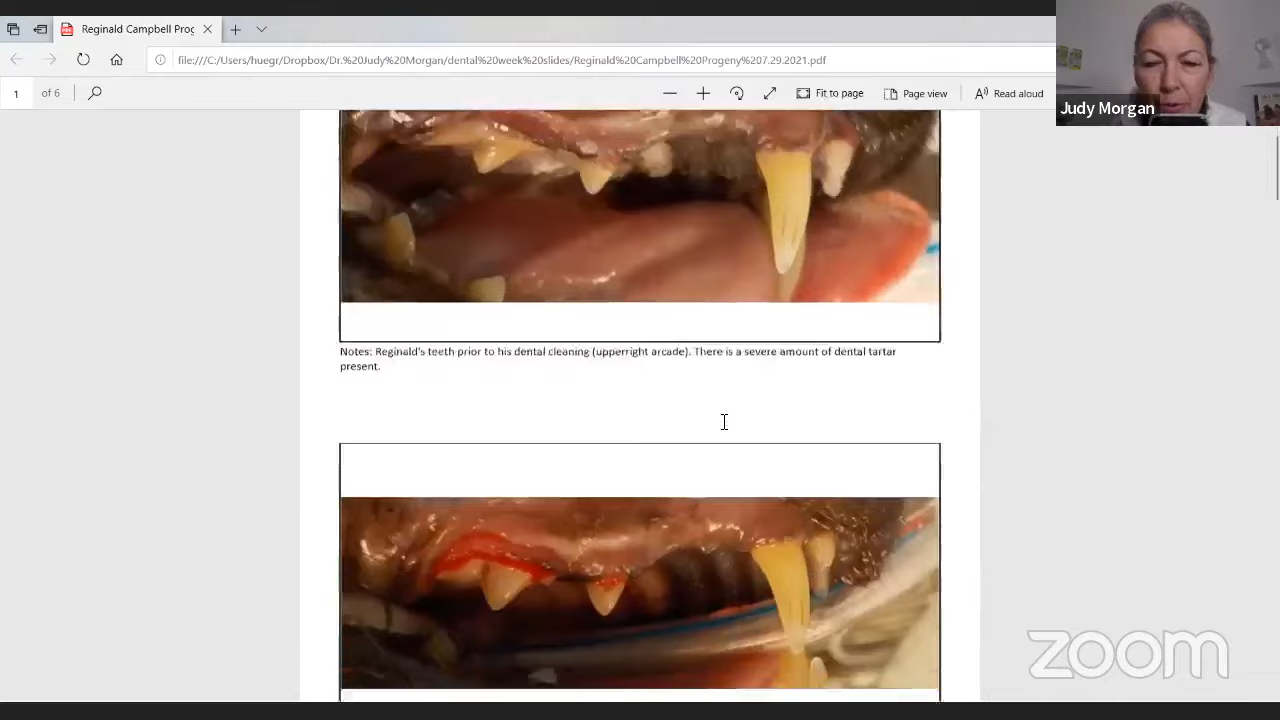 Reginald Campbell Prog
file:///C:/Users/huegr/Dropbox/Dr.%20Judy%20Morgan/dental%20week%20slides/Reginald%20Campbell%20Progeny%207.29.2021.pdf
1 of 6
Fit to page
Page view
Read aloud
Judy Morgan
Notes: Reginald's teeth prior to his dental cleaning (upperright arcade). There is a severe amount of dental tartar
present.
zoom